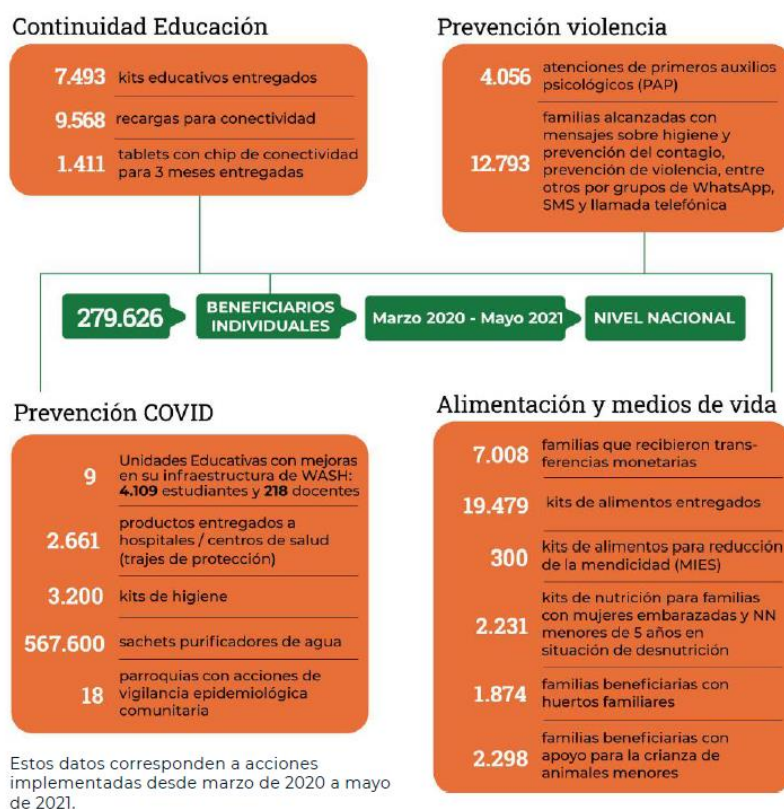 Continuidad Educación
7.493 kits educativos entregados
9.568 recargas para conectividad
1.411 tablets con chip de conectividad
para 3 meses entregadas
Prevención violencia
4.056 atenciones de primeros auxilios
psicológicos (PAP)
familias alcanzadas con
mensajes sobre higiene y
prevención del contagio,
12.793 prevención de violencia, entre
otros por grupos de WhatsApp,
SMS y llamada telefónica
279.626
BENEFICIARIOS
INDIVIDUALES
Marzo 2020 - Mayo 2021
NIVEL NACIONAL
Prevención COVID
Unidades Educativas con mejoras
9 en su infraestructura de WASH:
4.109 estudiantes y 218 docentes
productos entregados a
2.661 hospitales / centros de salud
(trajes de protección)
3.200 kits de higiene
567.600 sachets purificadores de agua
parroquias con acciones de
18 vigilancia epidemiológica
comunitaria
Estos datos corresponden a acciones
implementadas desde marzo de 2020 a mayo
de 2021.
Alimentación y medios de vida
7.008 familias que recibieron trans-
ferencias monetarias
19.479 kits de alimentos entregados
300 kits de alimentos para reducción
de la mendicidad (MIES)
kits de nutrición para familias
2.231 con mujeres embarazadas y NN
menores de 5 años en
situación de desnutrición
1.874 familias beneficiarias con
huertos familiares
familias beneficiarias con
2.298 apoyo para la crianza de
animales menores